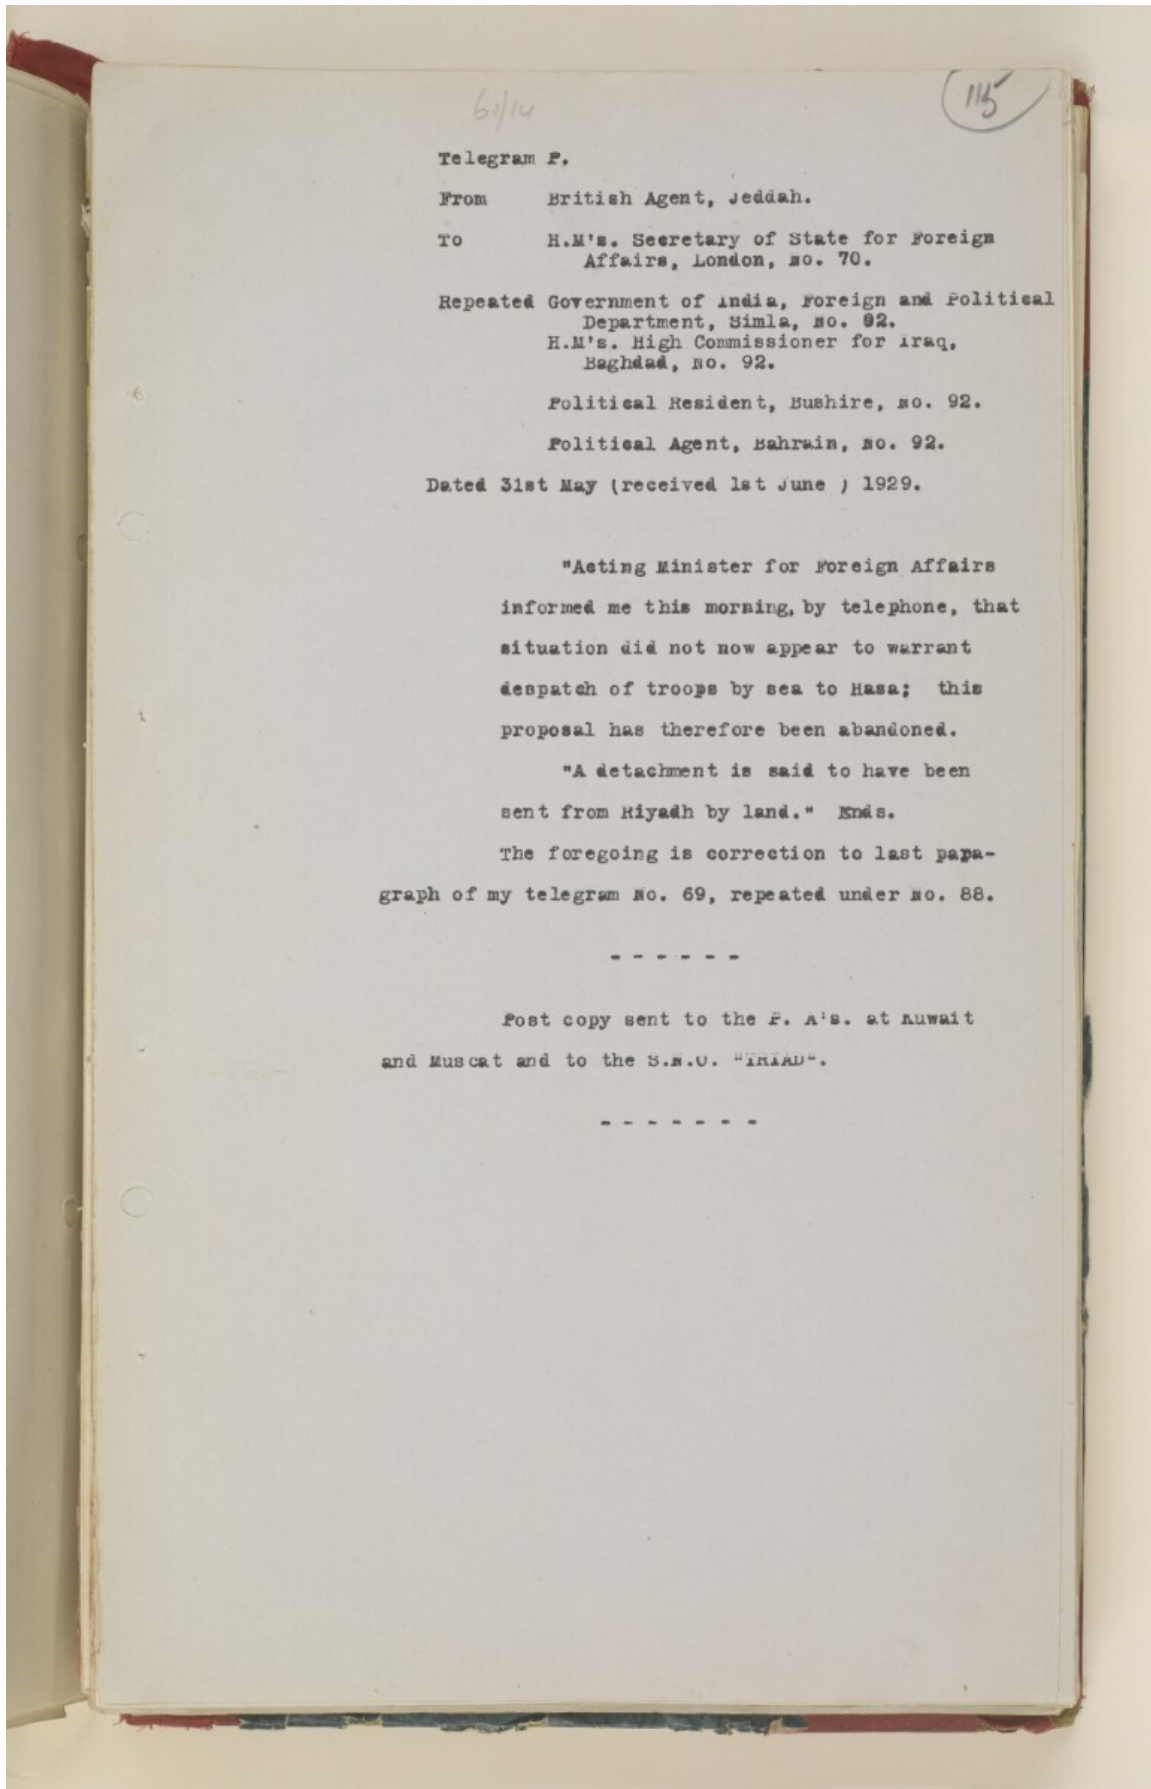 115
Telegram P.
From British Agent, Jeddah.
To H.M's. Secretary of State for Foreign
Affairs, London, No. 70.
Repeated Government of India, Foreign and Political
Department, Simla, No. 92.
H.M's. High Commissioner for Iraq,
Baghdad, No. 92.
Political Resident, Bushire, No. 92.
Political Agent, Bahrain, No. 92.
Dated 31st May (received 1st June ) 1929.
"Acting Minister for Foreign Affairs
informed me this morning, by telephone, that
situation did not now appear to warrant
despatch of troops by sea to Hasa; this
proposal has therefore been abandoned.
"A detachment is said to have been
sent from Riyadh by land." Ends.
The foregoing is correction to last para-
graph of my telegram No. 69, repeated under No. 88.
- - - - - -
Post copy sent to the P. A's. at Kuwait
and Muscat and to the S.N.O. "TRIAD".
- - - - - - -